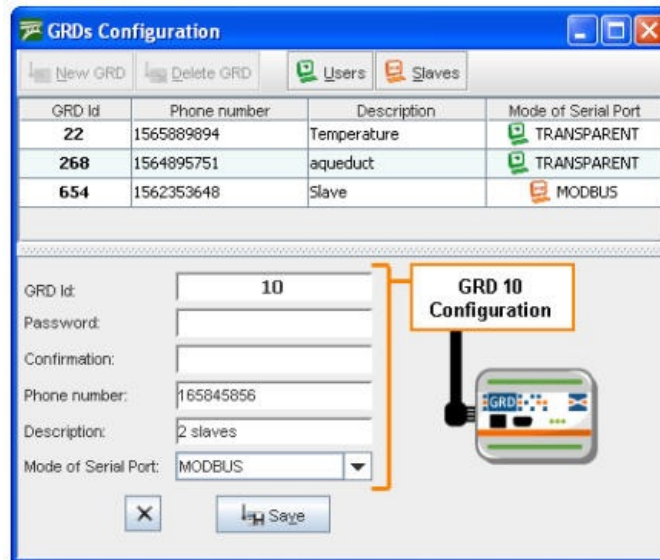 GRDs Configuration
New GRD Delete GRD Users Slaves
GRD Id Phone number Description Mode of Serial Port
22 1565889894 Temperature TRANSPARENT
268 1564895751 aqueduct TRANSPARENT
654 1562353648 Slave MODBUS
GRD Id: 10
GRD 10
Configuration
Password:
Confirmation:
Phone number: 165845856
Description: 2 slaves
Mode of Serial Port: MODBUS
GRD
Save